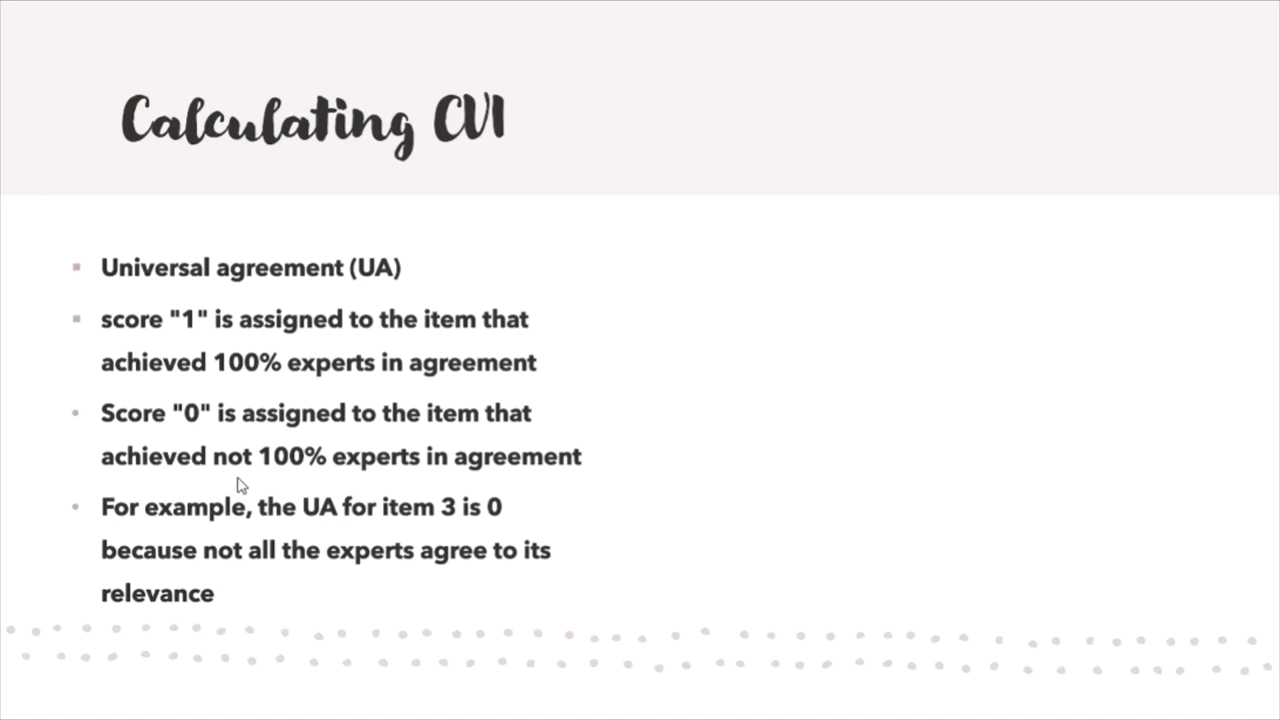 Calculating CVI
Universal agreement (UA)
score "1" is assigned to the item that
achieved 100% experts in agreement
Score "0" is assigned to the item that
achieved not 100% experts in agreement
For example, the UA for item 3 is 0
because not all the experts agree to its
relevance